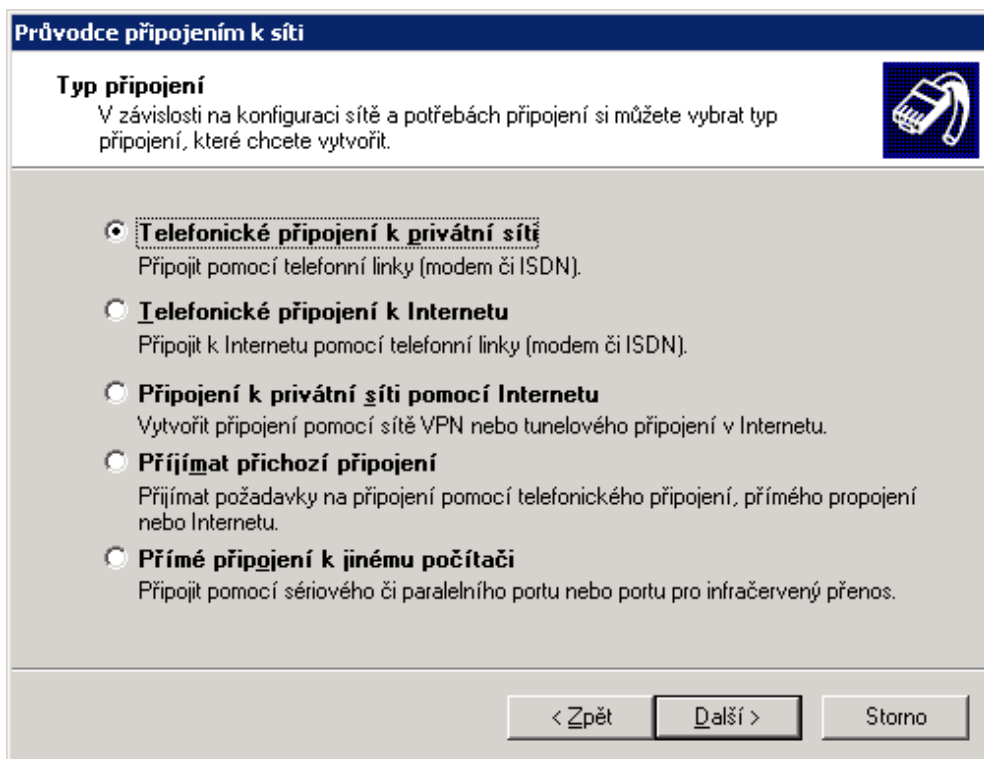 Průvodce připojením k síti
Typ připojení
V závislosti na konfiguraci sítě a potřebách připojení si můžete vybrat typ
připojení, které chcete vytvořit.
Telefonické připojení k privátní síti
Připojit pomocí telefonní linky (modem či ISDN).
Telefonické připojení k Internetu
Připojit k Internetu pomocí telefonní linky (modem či ISDN).
Připojení k privátní síti pomocí Internetu
Vytvořit připojení pomocí sítě VPN nebo tunelového připojení v Internetu.
Příjímat přichozí připojení
Přijímat požadavky na připojení pomocí telefonického připojení, přímého propojení
nebo Internetu.
Přímé připojení k jinému počítači
Připojit pomocí sériového či paralelního portu nebo portu pro infračervený přenos.
< Zpět Další > Storno